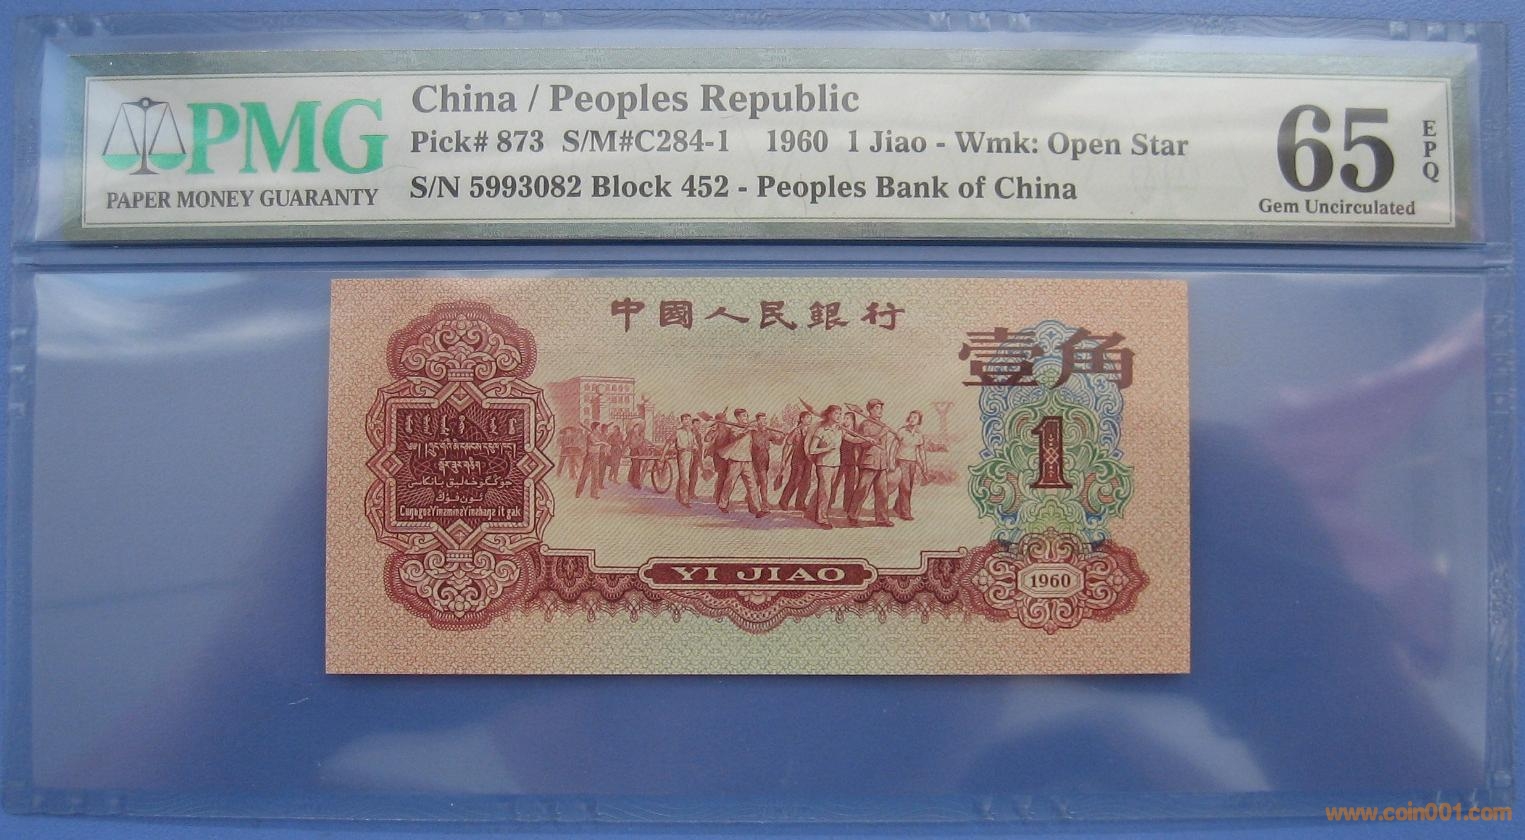 PMG
PAPER MONEY GUARANTY
China / Peoples Republic
Pick# 873 S/M#C284-1 1960 1 Jiao - Wmk: Open Star
S/N 5993082 Block 452 - Peoples Bank of China
65
EPQ
Gem Uncirculated
中國人民銀行
壹角
1
YI JIAO
1960
www.coin001.com